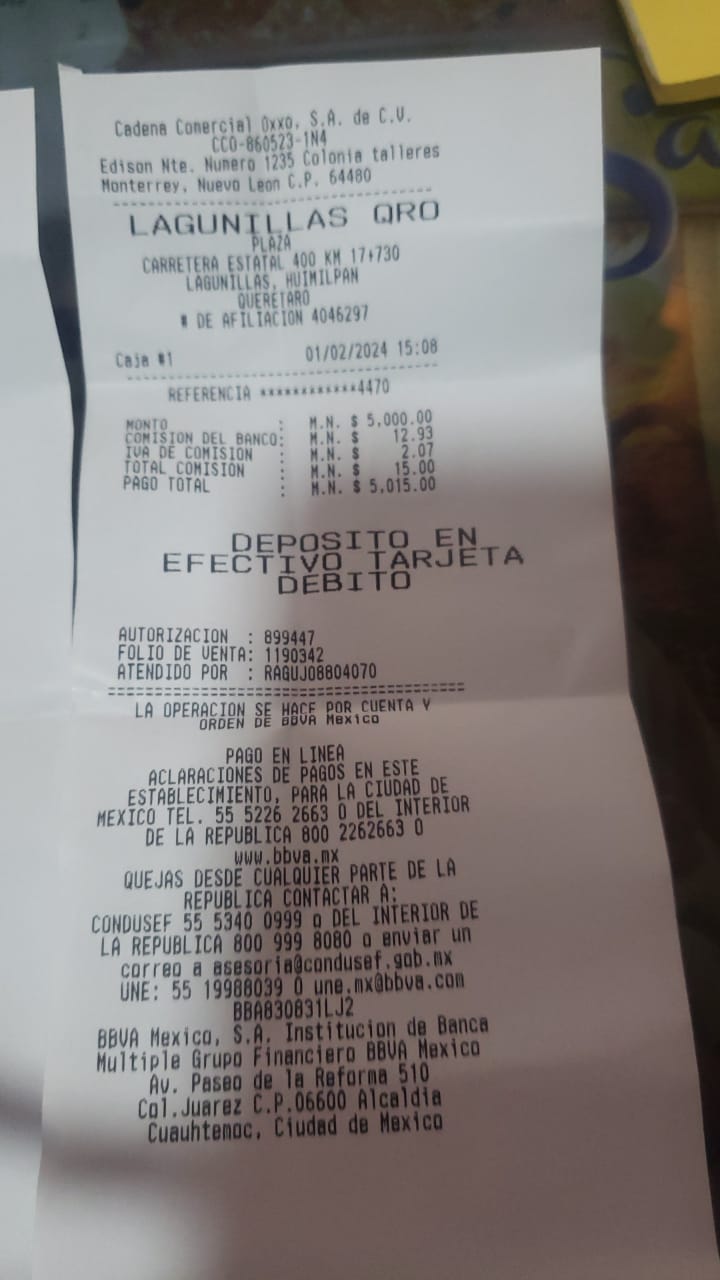 Cadena Comercial Oxxo, S.A. de C.V.
CCO-860523-1N4
Edison Nte. Numero 1235 Colonia talleres
Monterrey, Nuevo Leon C.P. 64480
LAGUNILLAS QRO
PLAZA
CARRETERA ESTATAL 400 KM 17+730
LAGUNILLAS, HUIMILPAN
QUERETARO
# DE AFILIACION 4046297
Caja #1 01/02/2024 15:08
REFERENCIA ************4470
MONTO : M.N. $ 5,000.00
COMISION DEL BANCO: M.N. $ 12.93
IVA DE COMISION : M.N. $ 2.07
TOTAL COMISION : M.N. $ 15.00
PAGO TOTAL : M.N. $ 5,015.00
DEPOSITO EN
EFECTIVO TARJETA
DEBITO
AUTORIZACION : 899447
FOLIO DE VENTA: 1190342
ATENDIDO POR : RAGUJ08804070
LA OPERACION SE HACE POR CUENTA Y
ORDEN DE BBVA Mexico
PAGO EN LINEA
ACLARACIONES DE PAGOS EN ESTE
ESTABLECIMIENTO, PARA LA CIUDAD DE
MEXICO TEL. 55 5226 2663 O DEL INTERIOR
DE LA REPUBLICA 800 2262663 O
www.bbva.mx
QUEJAS DESDE CUALQUIER PARTE DE LA
REPUBLICA CONTACTAR A:
CONDUSEF 55 5340 0999 o DEL INTERIOR DE
LA REPUBLICA 800 999 8080 o enviar un
correo a asesoria@condusef.gob.mx
UNE: 55 19988039 O une.mx@bbva.com
BBA830831LJ2
BBVA Mexico, S.A. Institucion de Banca
Multiple Grupo Financiero BBVA Mexico
Av. Paseo de la Reforma 510
Col.Juarez C.P.06600 Alcaldia
Cuauhtemoc, Ciudad de Mexico